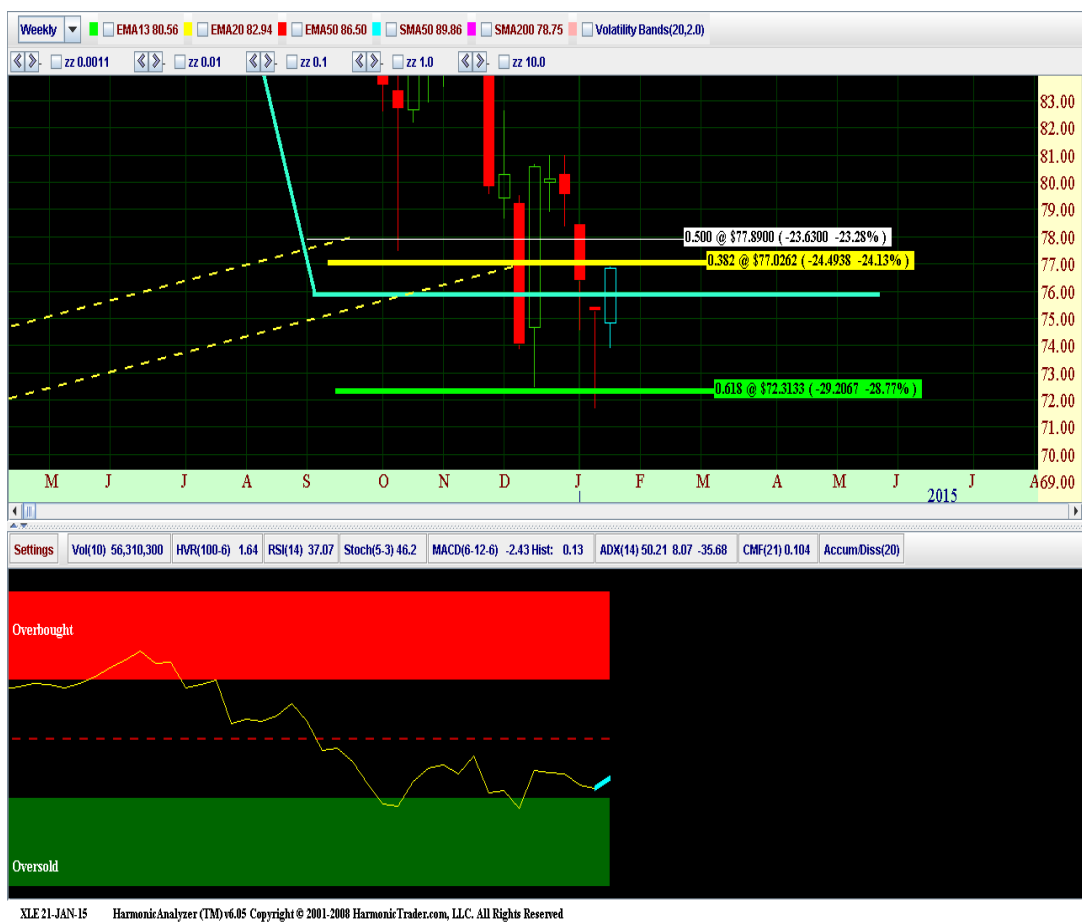 Weekly EMA13 80.56 EMA20 82.94 EMA50 86.50 SMA50 89.86 SMA200 78.75 Volatility Bands(20,2.0)
zz 0.0011 zz 0.01 zz 0.1 zz 1.0 zz 10.0
83.00
82.00
81.00
80.00
79.00
0.500 @ $77.8900 ( -23.6300 -23.28% ) 78.00
0.382 @ $77.0262 ( -24.4938 -24.13% ) 77.00
76.00
75.00
74.00
73.00
0.618 @ $72.3133 ( -29.2067 -28.77% )
72.00
71.00
70.00
M J J A S O N D J F M A M J J A 69.00
2015
Settings Vol(10) 56,310,300 HVR(100-6) 1.64 RSI(14) 37.07 Stoch(5-3) 46.2 MACD(6-12-6) -2.43 Hist: 0.13 ADX(14) 50.21 8.07 -35.68 CMF(21) 0.104 Accum/Diss(20)
Overbought
Oversold
XLE 21-JAN-15 HarmonicAnalyzer (TM) v6.05 Copyright © 2001-2008 HarmonicTrader.com, LLC. All Rights Reserved